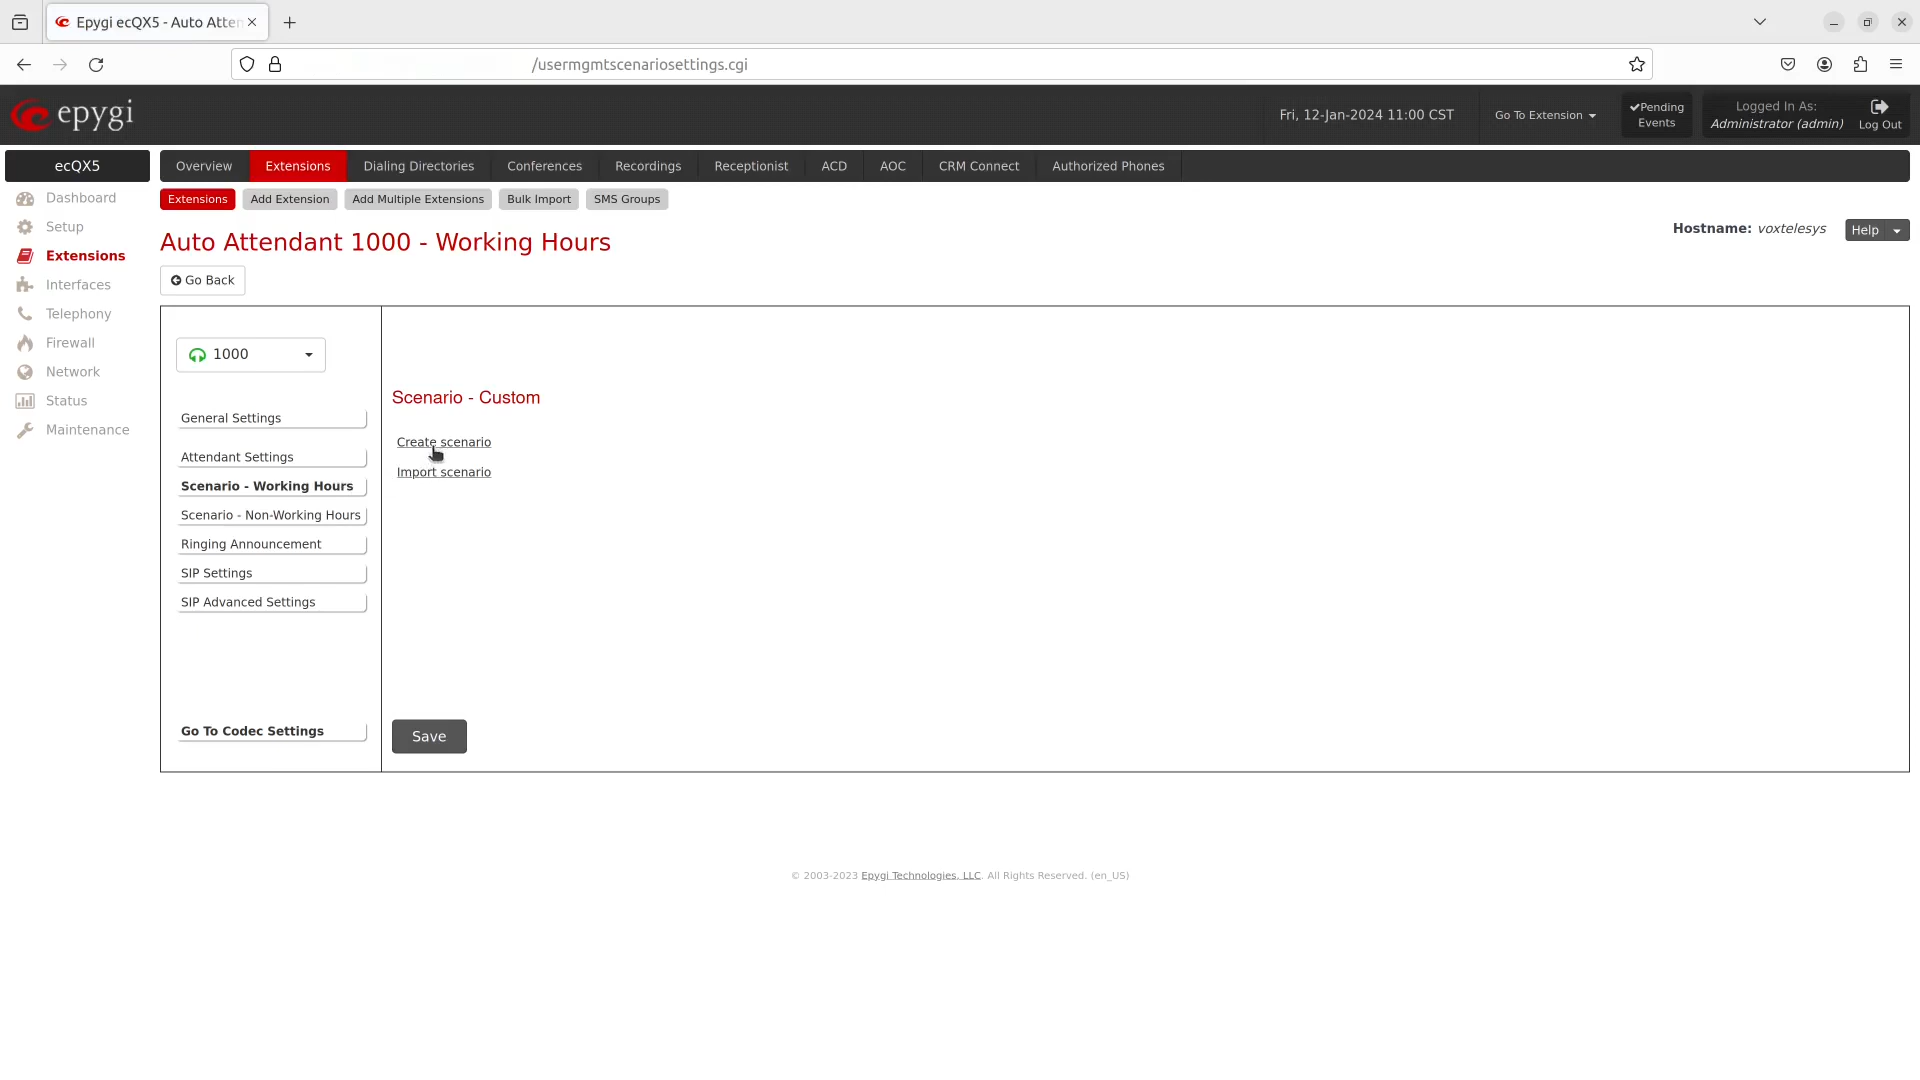 Epygi ecQX5 - Auto Atten
/usermgmtscenariosettings.cgi
epygi
Fri, 12-Jan-2024 11:00 CST
Go To Extension
Pending
Events
Logged In As:
Administrator (admin)
Log Out
ecQX5
Overview
Extensions
Dialing Directories
Conferences
Recordings
Receptionist
ACD
AOC
CRM Connect
Authorized Phones
Dashboard
Setup
Extensions
Interfaces
Telephony
Firewall
Network
Status
Maintenance
Extensions
Add Extension
Add Multiple Extensions
Bulk Import
SMS Groups
Auto Attendant 1000 - Working Hours
Hostname: voxtelesys
Help
Go Back
1000
General Settings
Attendant Settings
Scenario - Working Hours
Scenario - Non-Working Hours
Ringing Announcement
SIP Settings
SIP Advanced Settings
Go To Codec Settings
Scenario - Custom
Create scenario
Import scenario
Save
© 2003-2023 Epygi Technologies, LLC. All Rights Reserved. (en_US)